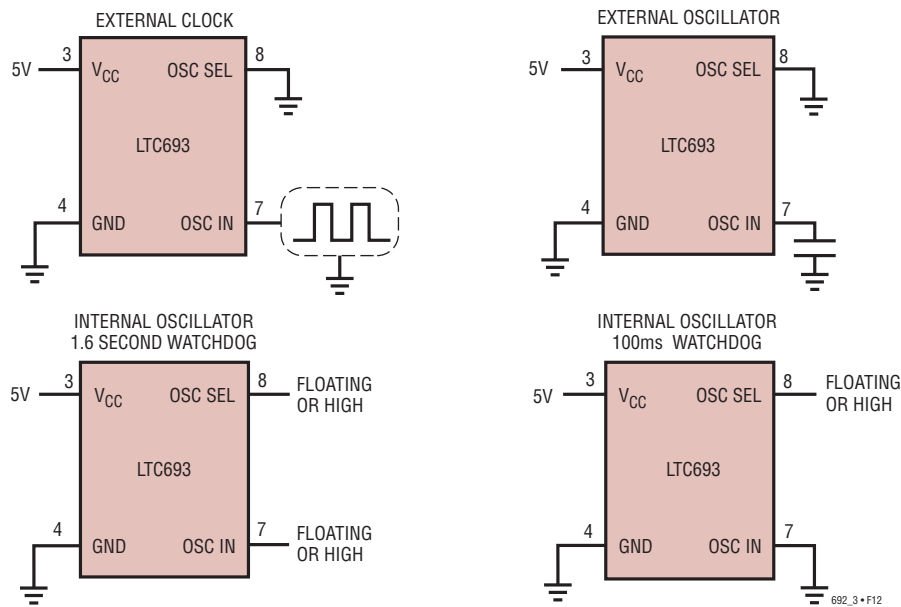 EXTERNAL CLOCK
5V 3 VCC OSC SEL 8
LTC693
4 GND OSC IN 7
EXTERNAL OSCILLATOR
5V 3 VCC OSC SEL 8
LTC693
4 GND OSC IN 7
INTERNAL OSCILLATOR
1.6 SECOND WATCHDOG
5V 3 VCC OSC SEL 8 FLOATING
OR HIGH
LTC693
4 GND OSC IN 7 FLOATING
OR HIGH
INTERNAL OSCILLATOR
100ms WATCHDOG
5V 3 VCC OSC SEL 8 FLOATING
OR HIGH
LTC693
4 GND OSC IN 7
692_3 • F12